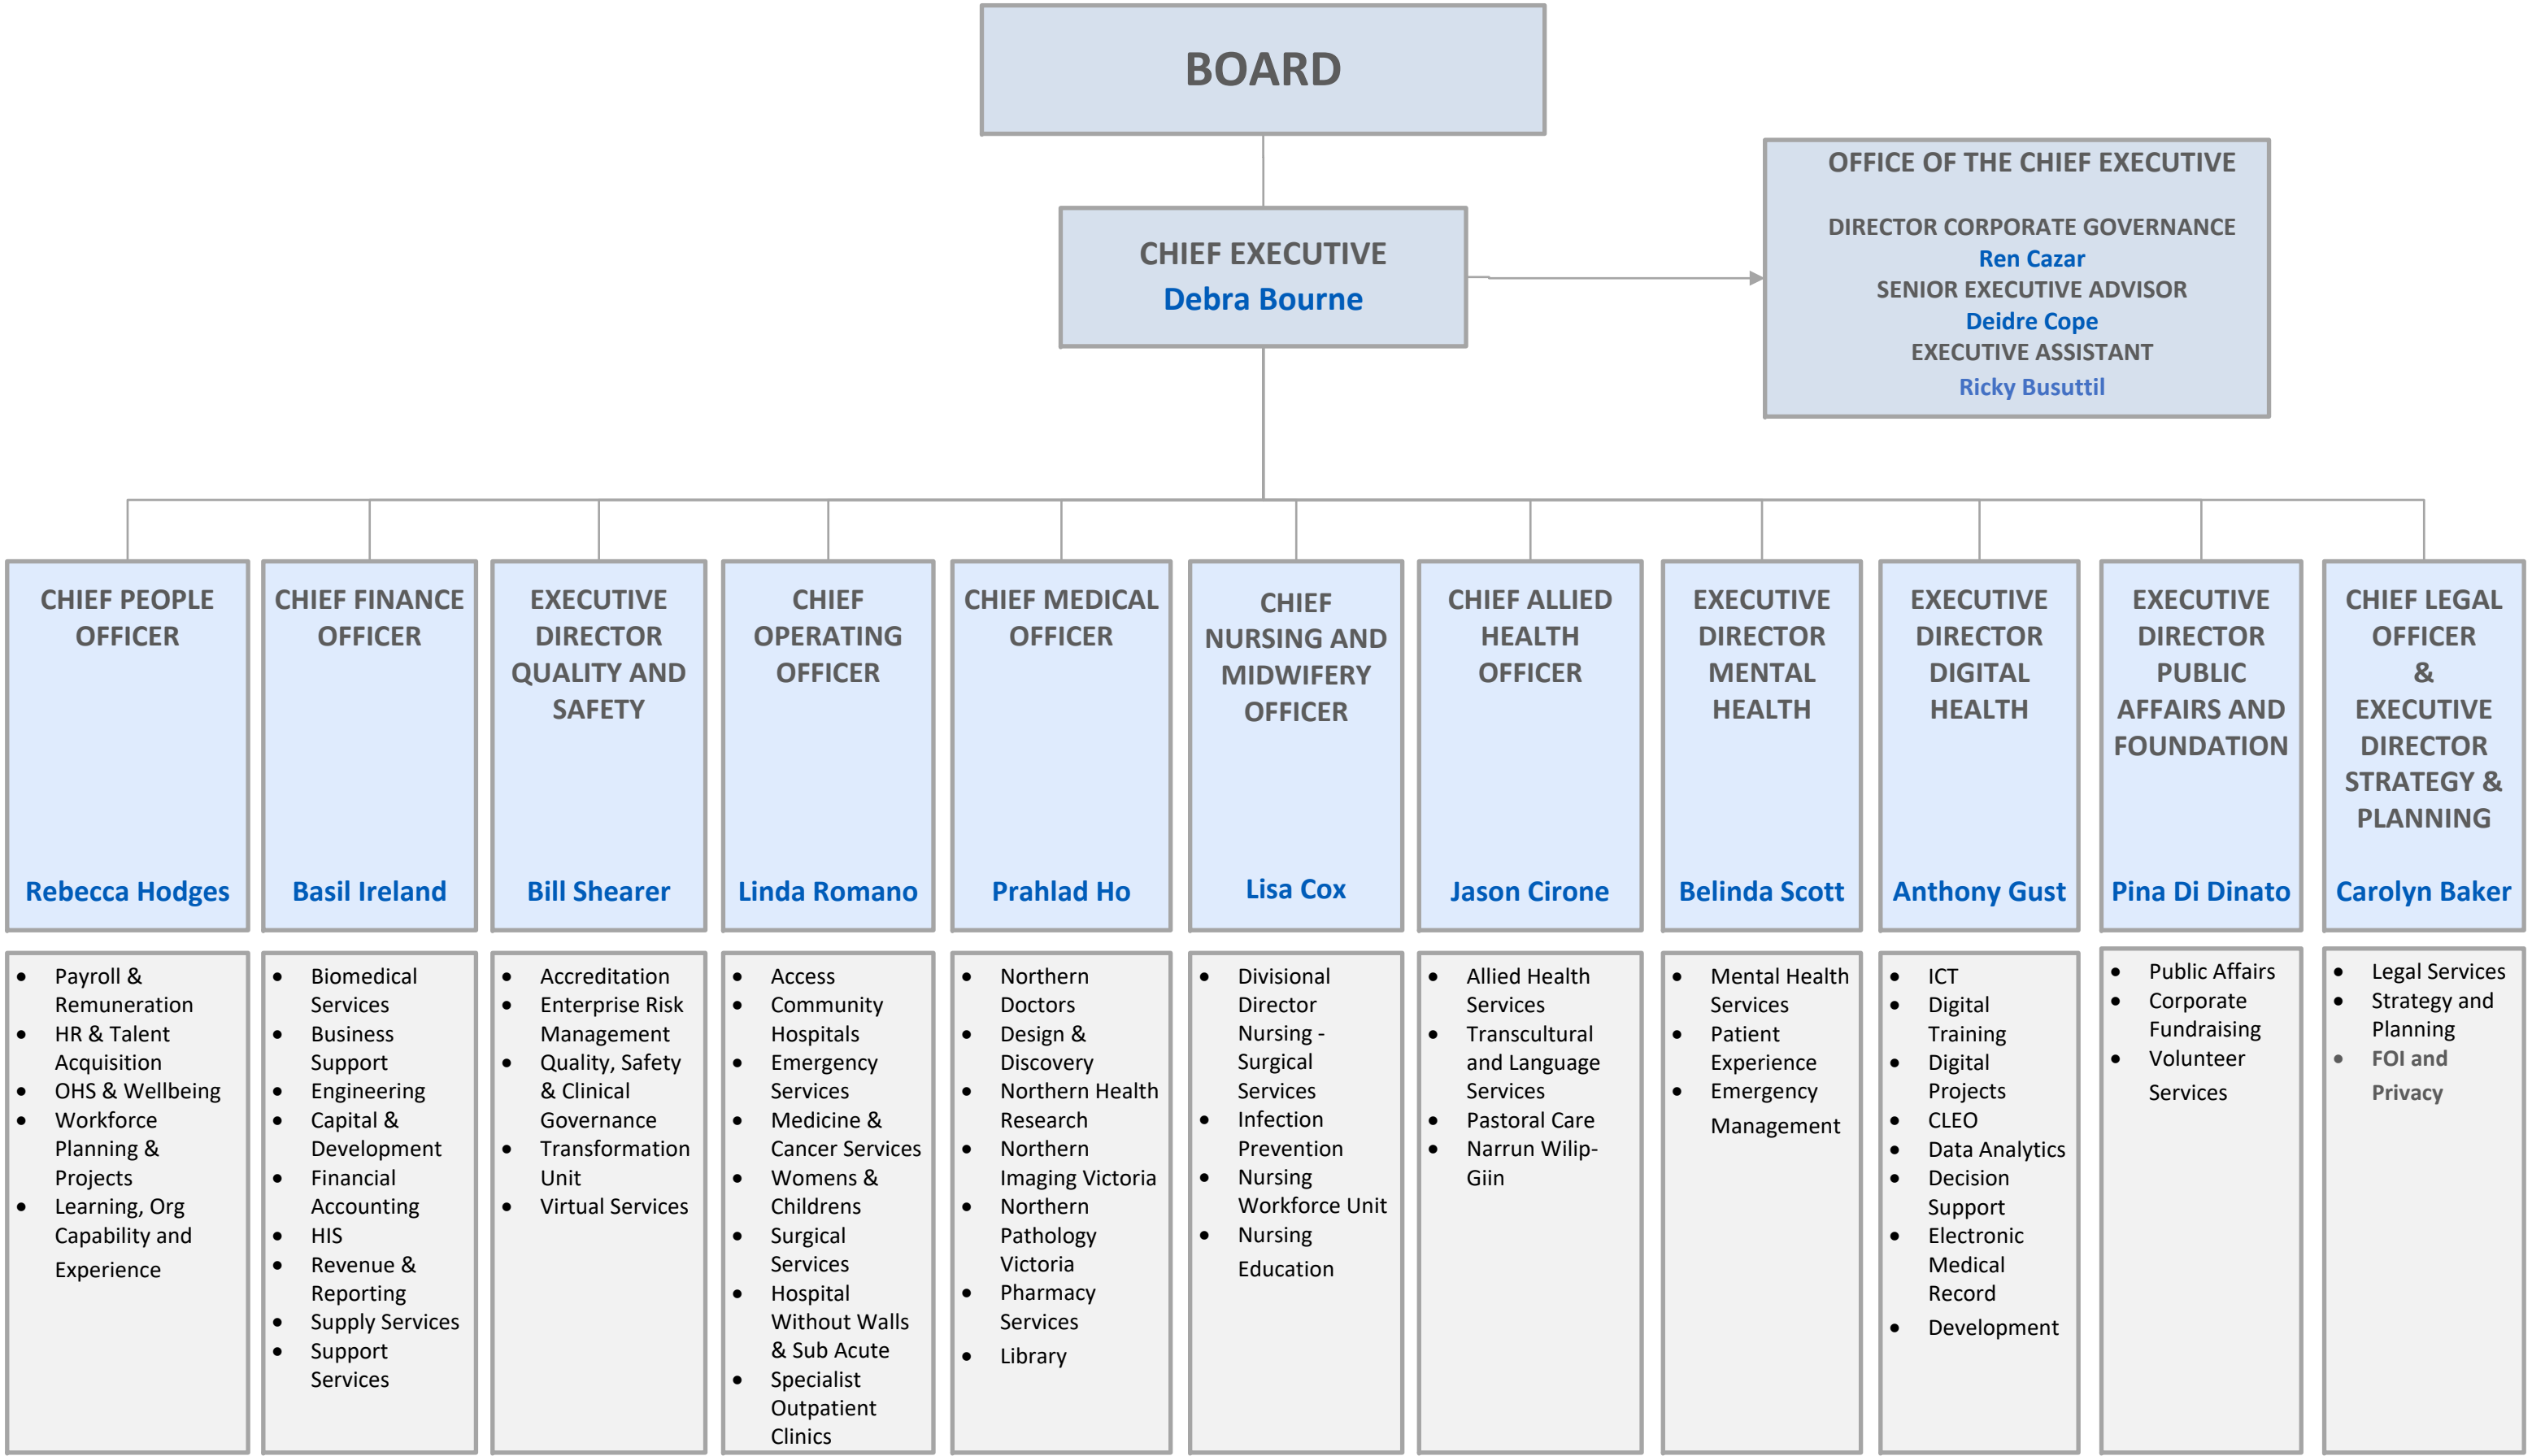 BOARD
OFFICE OF THE CHIEF EXECUTIVE
DIRECTOR CORPORATE GOVERNANCE
Ren Cazar
SENIOR EXECUTIVE ADVISOR
Deidre Cope
EXECUTIVE ASSISTANT
Ricky Busuttil
CHIEF EXECUTIVE
Debra Bourne
CHIEF PEOPLE
OFFICER
Rebecca Hodges
• Payroll &
Remuneration
• HR & Talent
Acquisition
• OHS & Wellbeing
• Workforce
Planning &
Projects
• Learning, Org
Capability and
Experience
CHIEF FINANCE
OFFICER
Basil Ireland
• Biomedical
Services
• Business
Support
• Engineering
• Capital &
Development
• Financial
Accounting
• HIS
• Revenue &
Reporting
• Supply Services
• Support
Services
EXECUTIVE
DIRECTOR
QUALITY AND
SAFETY
Bill Shearer
• Accreditation
• Enterprise Risk
Management
• Quality, Safety
& Clinical
Governance
• Transformation
Unit
• Virtual Services
CHIEF
OPERATING
OFFICER
Linda Romano
• Access
• Community
Hospitals
• Emergency
Services
• Medicine &
Cancer Services
• Womens &
Childrens
• Surgical
Services
• Hospital
Without Walls
& Sub Acute
• Specialist
Outpatient
Clinics
CHIEF MEDICAL
OFFICER
Prahlad Ho
• Northern
Doctors
• Design &
Discovery
• Northern Health
Research
• Northern
Imaging Victoria
• Northern
Pathology
Victoria
• Pharmacy
Services
• Library
CHIEF
NURSING AND
MIDWIFERY
OFFICER
Lisa Cox
• Divisional
Director
Nursing -
Surgical
Services
• Infection
Prevention
• Nursing
Workforce Unit
• Nursing
Education
CHIEF ALLIED
HEALTH
OFFICER
Jason Cirone
• Allied Health
Services
• Transcultural
and Language
Services
• Pastoral Care
• Narrun Wilip-
Giin
EXECUTIVE
DIRECTOR
MENTAL
HEALTH
Belinda Scott
• Mental Health
Services
• Patient
Experience
• Emergency
Management
EXECUTIVE
DIRECTOR
DIGITAL
HEALTH
Anthony Gust
• ICT
• Digital
Training
• Digital
Projects
• CLEO
• Data Analytics
• Decision
Support
• Electronic
Medical
Record
• Development
EXECUTIVE
DIRECTOR
PUBLIC
AFFAIRS AND
FOUNDATION
Pina Di Dinato
• Public Affairs
• Corporate
Fundraising
• Volunteer
Services
CHIEF LEGAL
OFFICER
&
EXECUTIVE
DIRECTOR
STRATEGY &
PLANNING
Carolyn Baker
• Legal Services
• Strategy and
Planning
• FOI and
Privacy